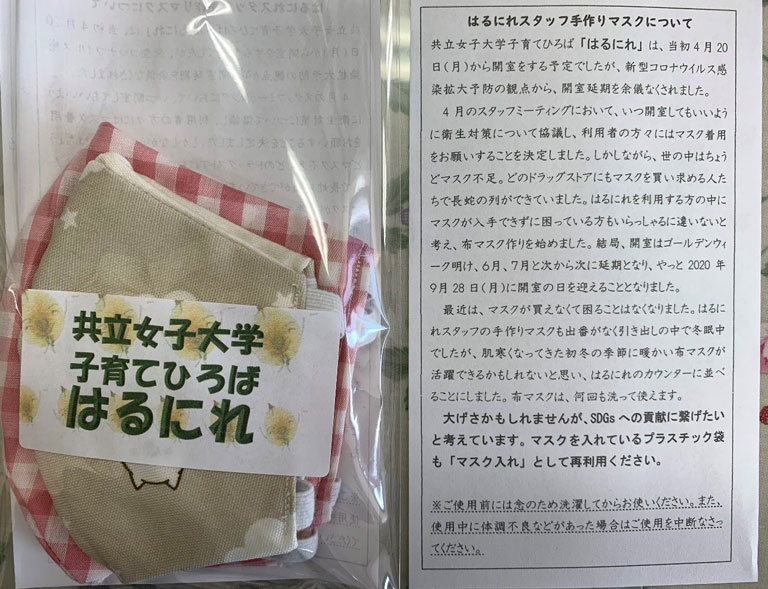 共立女子大学
子育てひろば
はるにれ
はるにれスタッフ手作りマスクについて
共立女子大学子育てひろば「はるにれ」は、当初4月20
日(月)から開室をする予定でしたが、新型コロナウイルス感
染拡大予防の観点から、開室延期を余儀なくされました。
4月のスタッフミーティングにおいて、いつ開室してもいいよう
に衛生対策について協議し、利用者の方々にはマスク着用
をお願いすることを決定しました。しかしながら、世の中はちょう
どマスク不足。どのドラッグストアにもマスクを買い求める人た
ちで長蛇の列ができていました。はるにれを利用する方の中に
マスクが入手できずに困っている方もいらっしゃるに違いないと
考え、布マスク作りを始めました。結局、開室はゴールデンウィ
ーク明け、6月、7月と次から次に延期となり、やっと2020年
9月28日(月)に開室の日を迎えることとなりました。
最近は、マスクが買えなくて困ることはなくなりました。はるに
れスタッフの手作りマスクも出番がなく引き出しの中で冬眠中
でしたが、肌寒くなってきた初冬の季節に暖かい布マスクが
活躍できるかもしれないと思い、はるにれのカウンターに並べ
ることにしました。布マスクは、何回も洗って使えます。
大げさかもしれませんが、SDGsへの貢献に繋げたい
と考えています。マスクを入れているプラスチック袋
も「マスク入れ」として再利用ください。
※ご使用前には念のため洗濯してからお使いください。また、
使用中に体調不良などがあった場合はご使用を中断なさっ
てください。